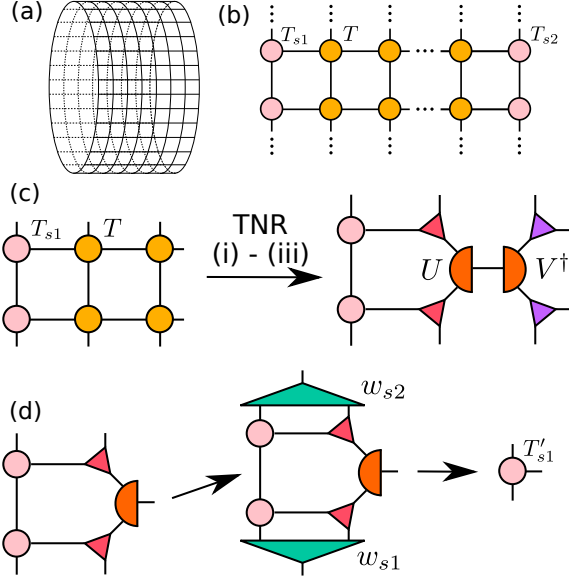 (a)
(b)
T_{s1} T T_{s2}
(c)
T_{s1} T
TNR
(i) - (iii)
U V^†
(d)
w_{s2}
w_{s1}
T'_{s1}